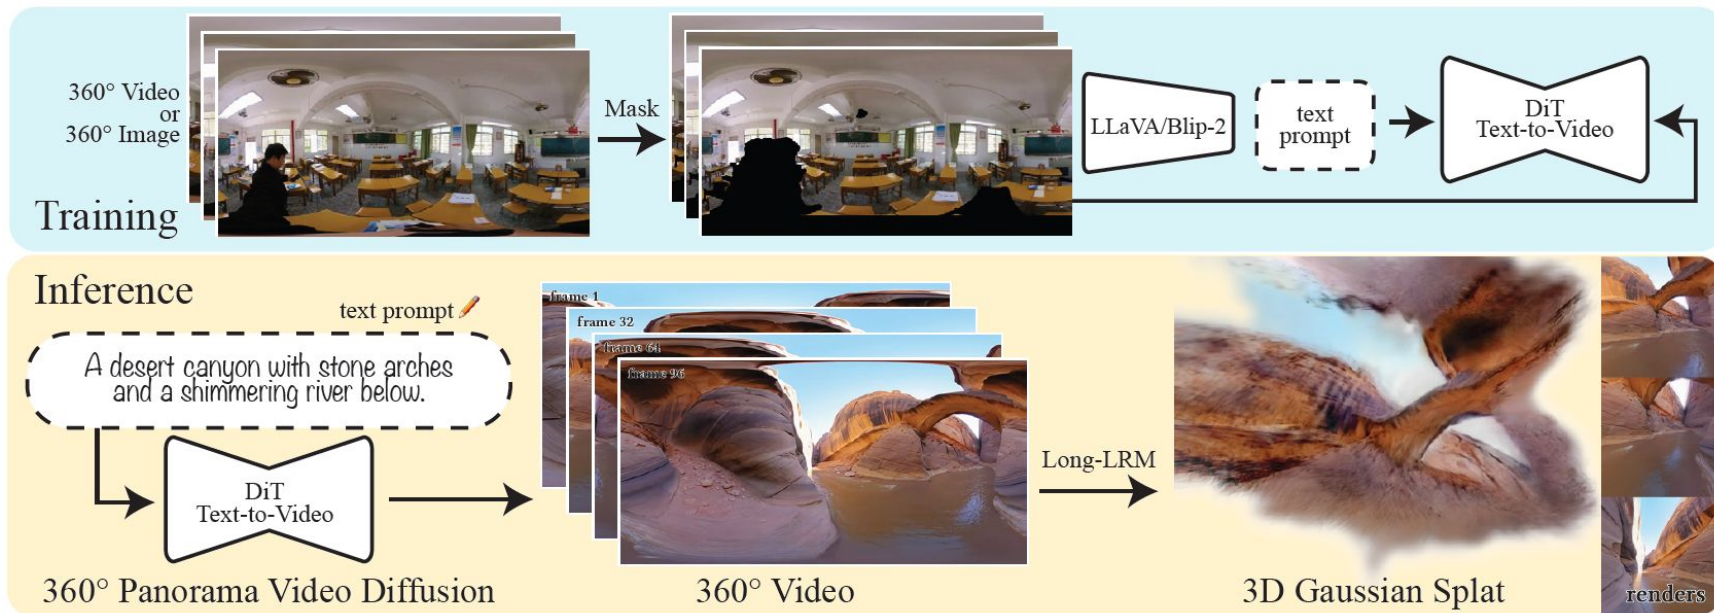 360° Video
or
360° Image
Mask
LLaVA/Blip-2
text
prompt
DiT
Text-to-Video
Training
Inference
text prompt
A desert canyon with stone arches
and a shimmering river below.
DiT
Text-to-Video
frame 1
frame 32
frame 64
frame 96
Long-LRM
renders
360° Panorama Video Diffusion
360° Video
3D Gaussian Splat